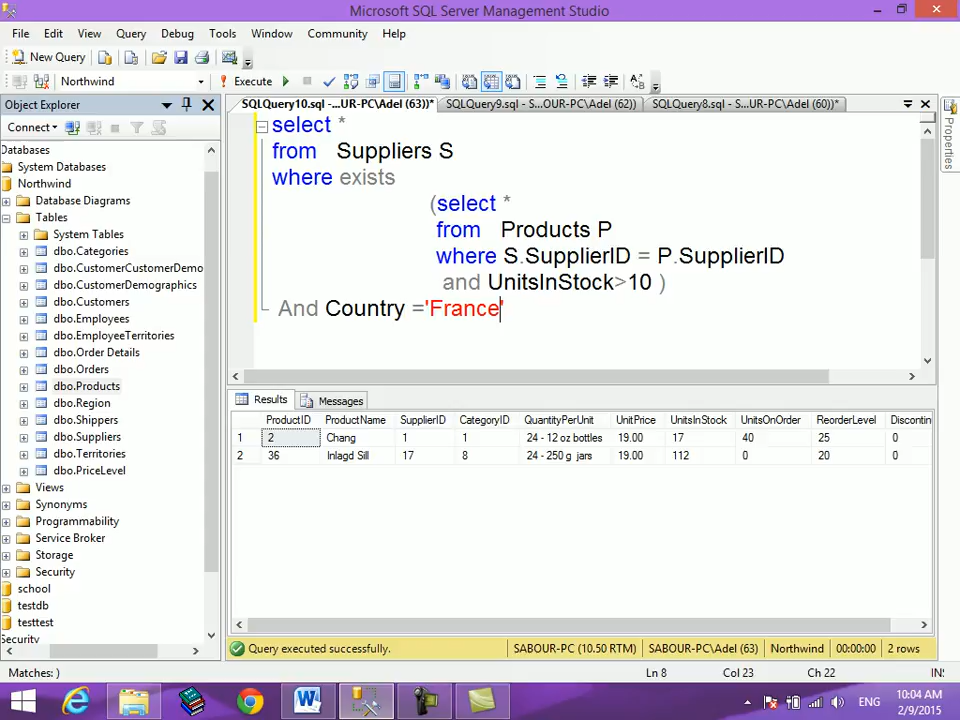 Microsoft SQL Server Management Studio
File Edit View Query Debug Tools Window Community Help
New Query
Northwind Execute
Object Explorer
SQLQuery10.sql -...UR-PC\Adel (63))* SQLQuery9.sql - S...OUR-PC\Adel (62)) SQLQuery8.sql - S...UR-PC\Adel (60))*
Connect
Properties
Databases
System Databases
Northwind
Database Diagrams
Tables
System Tables
dbo.Categories
dbo.CustomerCustomerDemo
dbo.CustomerDemographics
dbo.Customers
dbo.Employees
dbo.EmployeeTerritories
dbo.Order Details
dbo.Orders
dbo.Products
dbo.Region
dbo.Shippers
dbo.Suppliers
dbo.Territories
dbo.PriceLevel
Views
Synonyms
Programmability
Service Broker
Storage
Security
school
testdb
testtest
Security
select *
from Suppliers S
where exists
(select *
from Products P
where S.SupplierID = P.SupplierID
and UnitsInStock>10 )
And Country ='France'
Results Messages
ProductID ProductName SupplierID CategoryID QuantityPerUnit UnitPrice UnitsInStock UnitsOnOrder ReorderLevel Discontin
1 2 Chang 1 1 24 - 12 oz bottles 19.00 17 40 25 0
2 36 Inlagd Sill 17 8 24 - 250 g jars 19.00 112 0 20 0
Query executed successfully. SABOUR-PC (10.50 RTM) SABOUR-PC\Adel (63) Northwind 00:00:00 2 rows
Matches: ) Ln 8 Col 23 Ch 22 INS
ENG
10:04 AM
2/9/2015